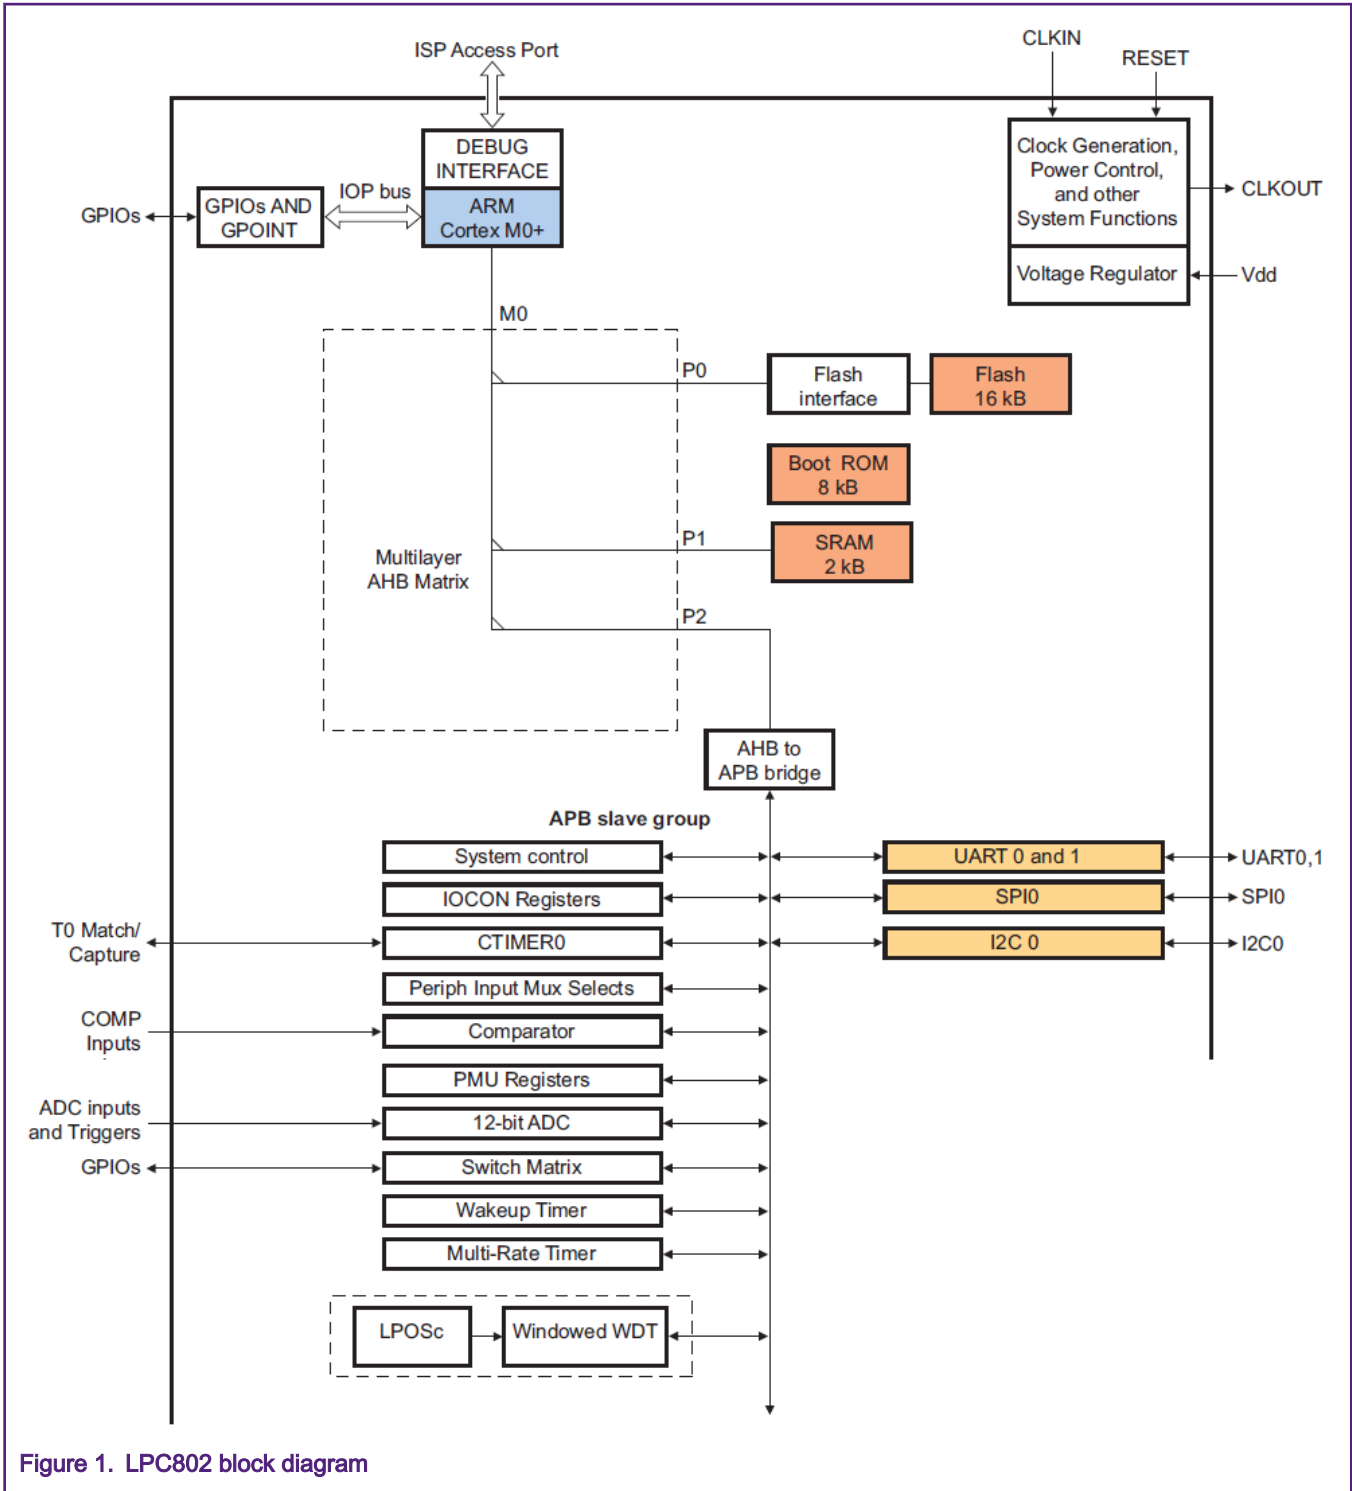 ISP Access Port
CLKIN
RESET
DEBUG
INTERFACE
ARM
Cortex M0+
IOP bus
GPIOs
GPIOs AND
GPOINT
Clock Generation,
Power Control,
and other
System Functions
CLKOUT
Voltage Regulator
Vdd
M0
P0
Flash
interface
Flash
16 kB
Boot ROM
8 kB
P1
SRAM
2 kB
Multilayer
AHB Matrix
P2
AHB to
APB bridge
APB slave group
System control
UART 0 and 1
UART0,1
IOCON Registers
SPI0
SPI0
T0 Match/
Capture
CTIMER0
I2C 0
I2C0
Periph Input Mux Selects
COMP
Inputs
Comparator
PMU Registers
ADC inputs
and Triggers
12-bit ADC
GPIOs
Switch Matrix
Wakeup Timer
Multi-Rate Timer
LPOSc
Windowed WDT
Figure 1. LPC802 block diagram